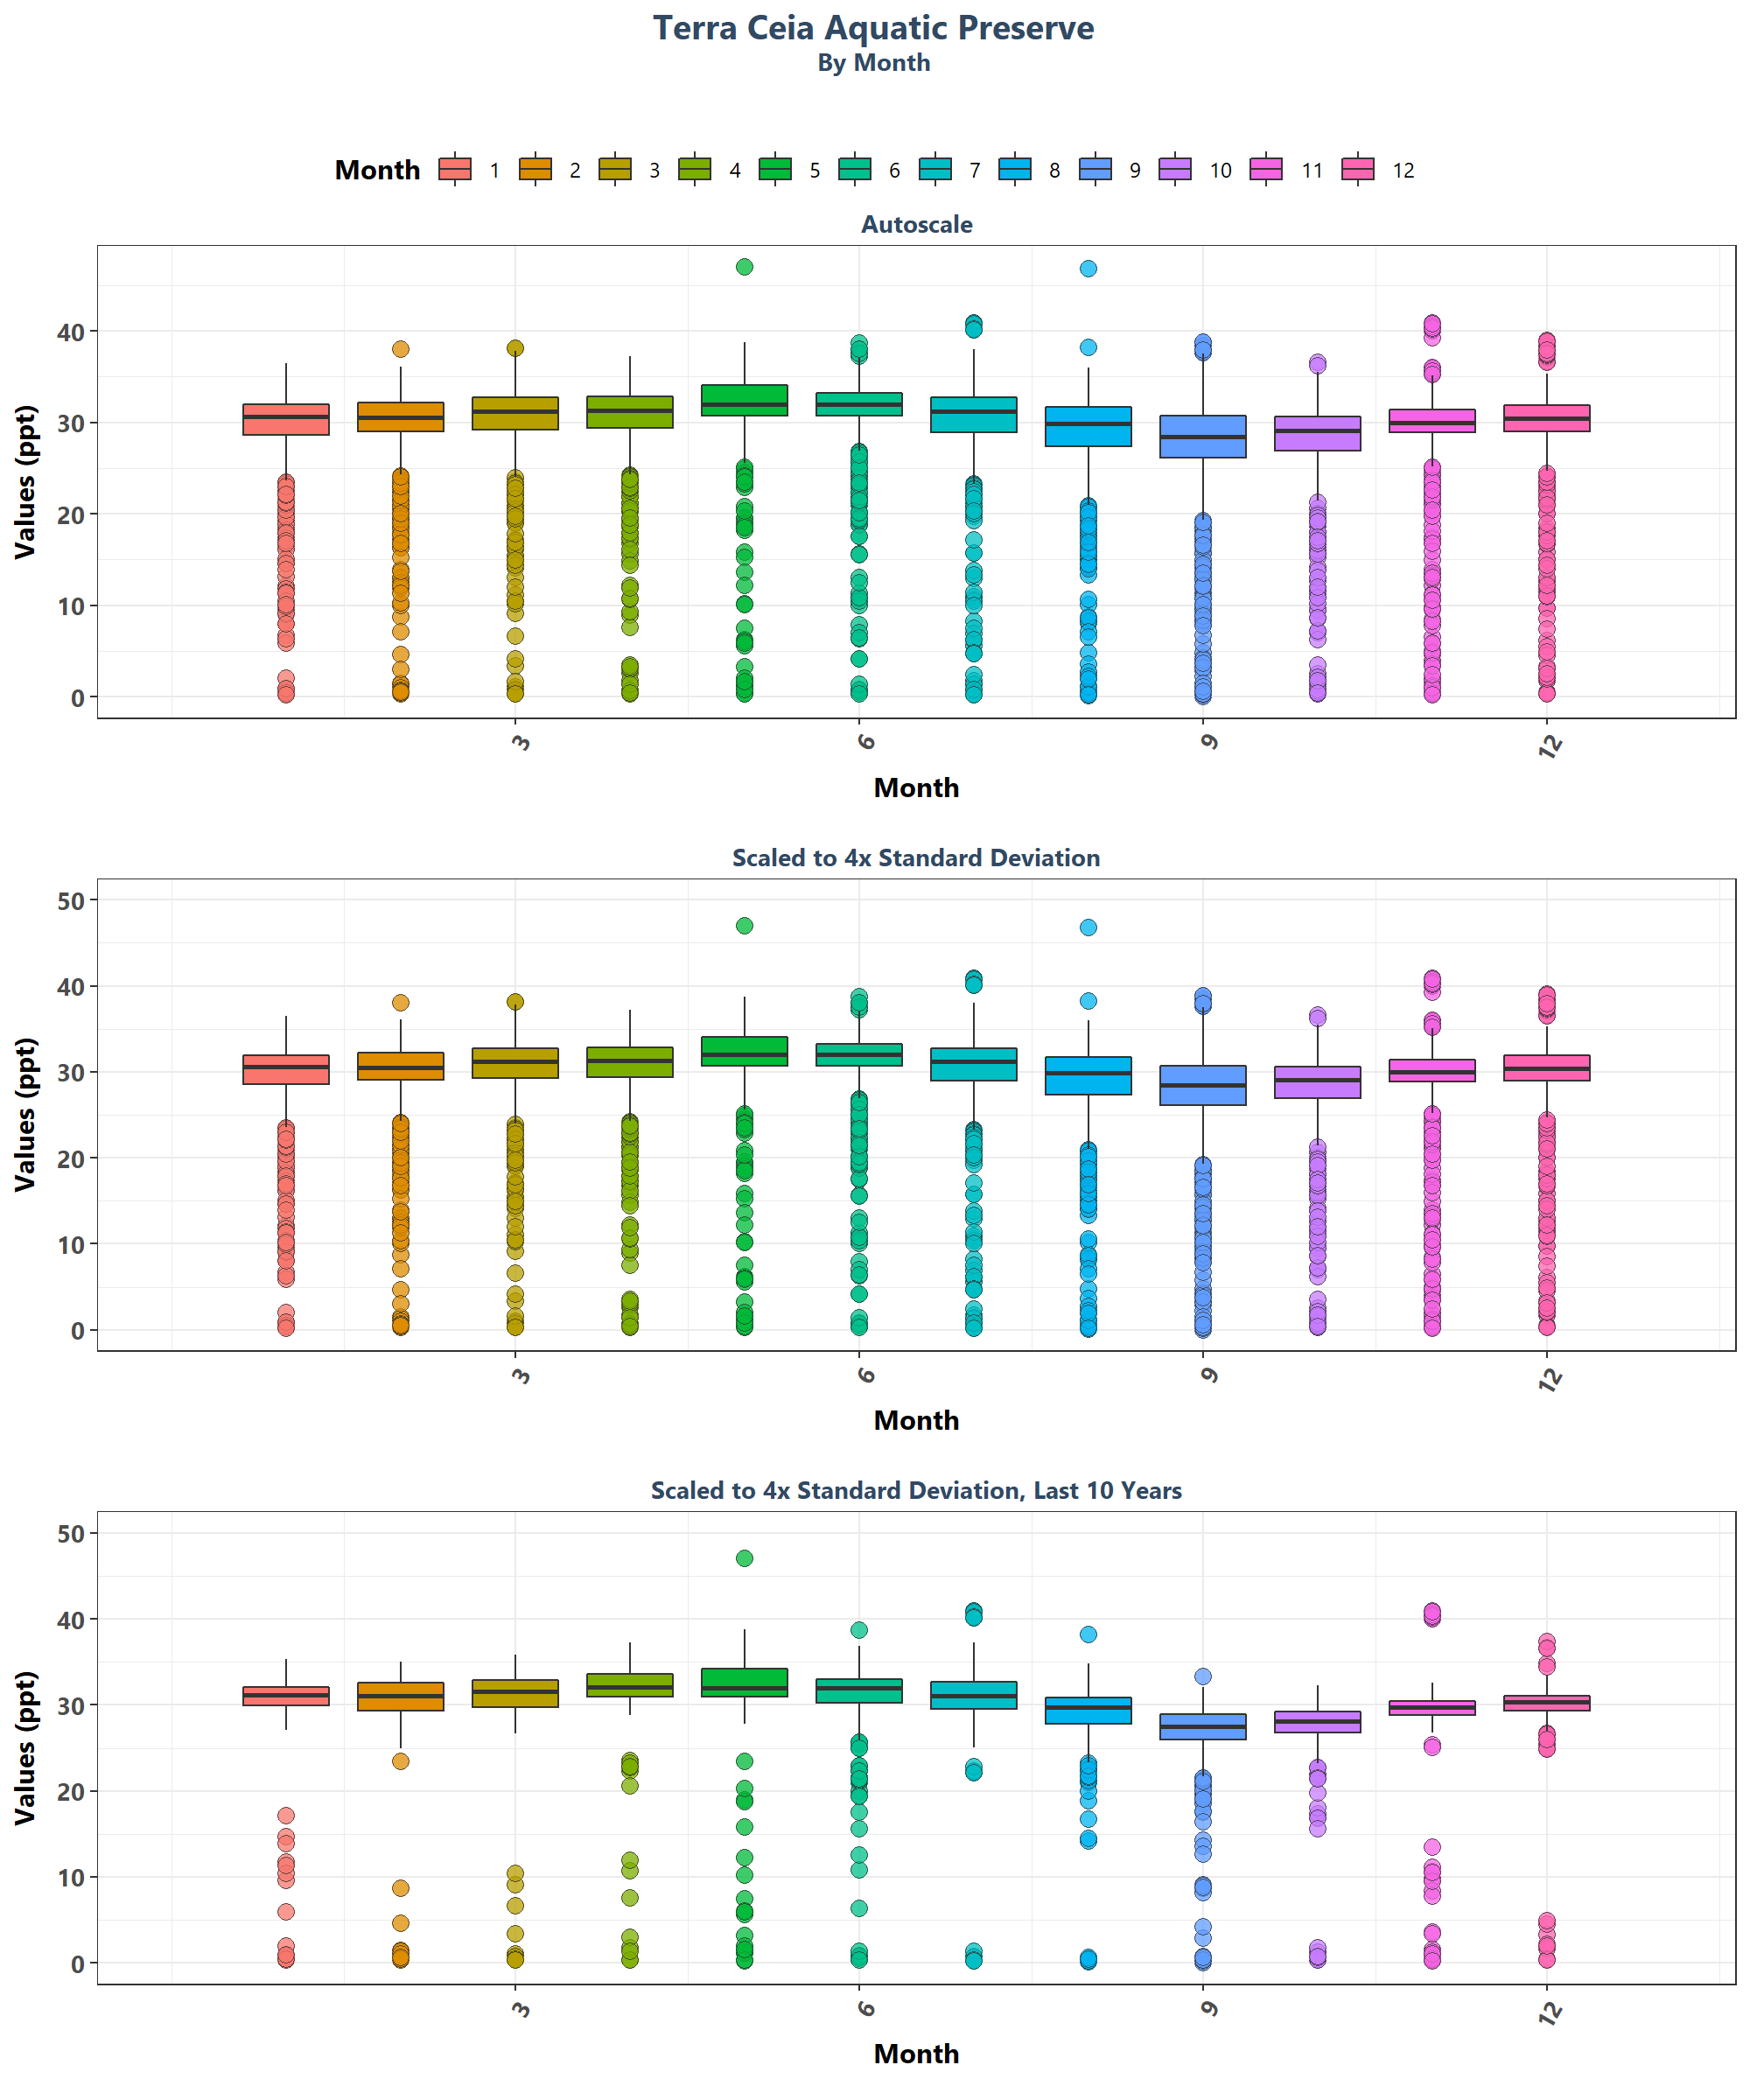 Terra Ceia Aquatic Preserve
By Month
Month 1 2 3 4 5 6 7 8 9 10 11 12
Autoscale
Values (ppt)
40
30
20
10
0
3 6 9 12
Month
Scaled to 4x Standard Deviation
Values (ppt)
50
40
30
20
10
0
3 6 9 12
Month
Scaled to 4x Standard Deviation, Last 10 Years
Values (ppt)
50
40
30
20
10
0
3 6 9 12
Month